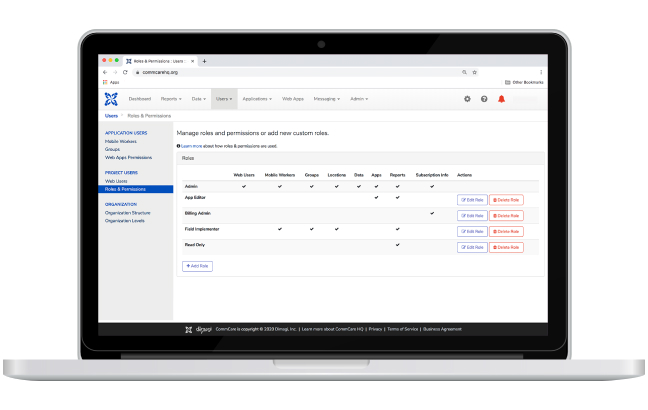 Roles & Permissions : Users :
commcarehq.org
Apps
Other Bookmarks
Dashboard Reports Data Users Applications Web Apps Messaging Admin
Users Roles & Permissions
APPLICATION USERS
Mobile Workers
Groups
Web Apps Permissions
PROJECT USERS
Web Users
Roles & Permissions
ORGANIZATION
Organization Structure
Organization Levels
Manage roles and permissions or add new custom roles.
Learn more about how roles & permissions are used.
Roles
Web Users Mobile Workers Groups Locations Data Apps Reports Subscription Info Actions
Admin
App Editor Edit Role Delete Role
Billing Admin Edit Role Delete Role
Field Implementer Edit Role Delete Role
Read Only Edit Role Delete Role
+ Add Role
dimagi CommCare is copyright © 2020 Dimagi, Inc. | Learn more about CommCare HQ | Privacy | Terms of Service | Business Agreement